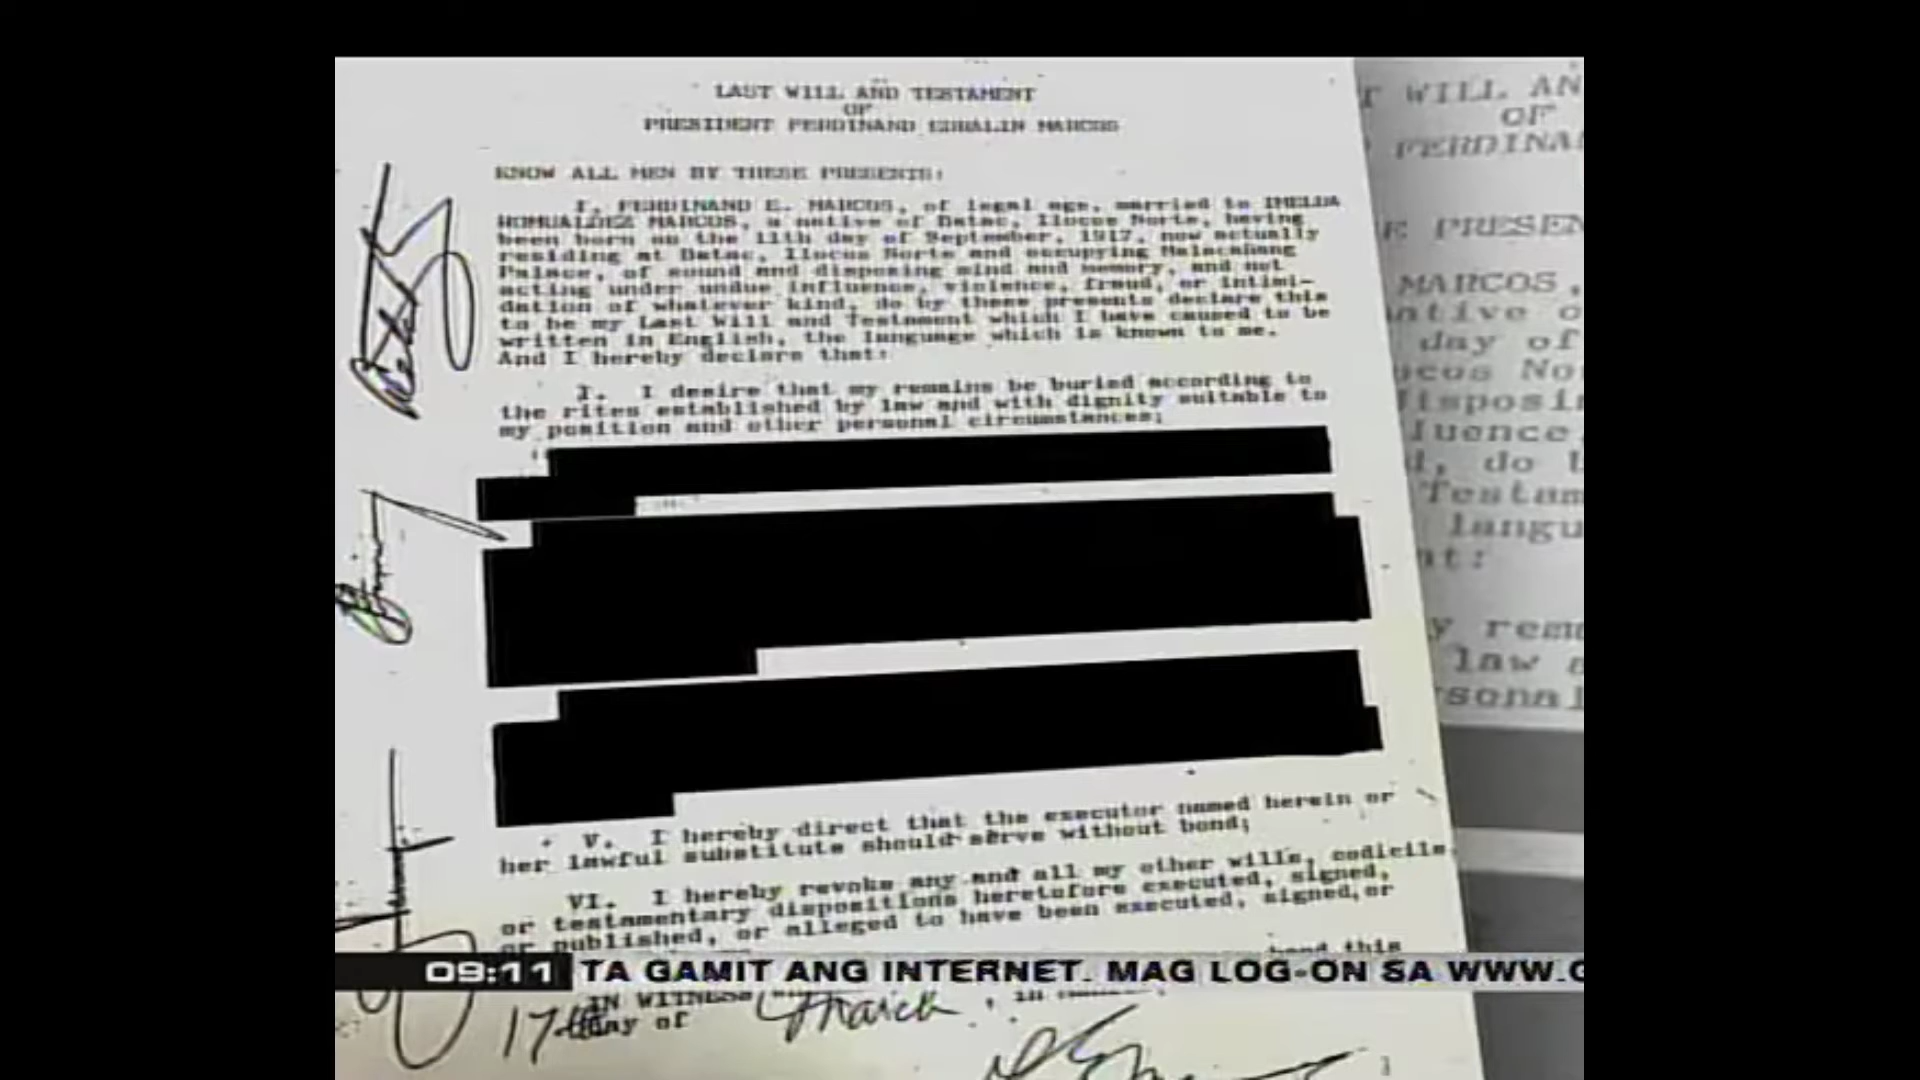 LAST WILL AND TESTAMENT
OF
PRESIDENT FERDINAND EDRALIN MARCOS
KNOW ALL MEN BY THESE PRESENTS:
I, FERDINAND E. MARCOS, of legal age, married to IMELDA
ROMUALDEZ MARCOS, a native of Batac, Ilocos Norte, having
been born on the 11th day of September, 1917, now actually
residing at Batac, Ilocos Norte and occupying Malacañang
Palace, of sound and disposing mind and memory, and not
acting under undue influence, violence, fraud, or intimi-
dation of whatever kind, do by these presents declare this
to be my Last Will and Testament which I have caused to be
written in English, the language which is known to me.
And I hereby declare that:
I. I desire that my remains be buried according to
the rites established by law and with dignity suitable to
my position and other personal circumstances;
V. I hereby direct that the executor named herein or
her lawful substitute should serve without bond;
VI. I hereby revoke any and all my other wills, codicils
or testamentary dispositions heretofore executed, signed,
or published, or alleged to have been executed, signed, or
hand this
IN WITNESS
17th day of March, in
WILL AN
OF
FERDINA
PRESEN
MARCOS,
ative o
day of
ocos No
disposin
luence
, do b
Testam
langu
at:
y rema
law a
sonal
09:11 TA GAMIT ANG INTERNET. MAG LOG-ON SA WWW.G